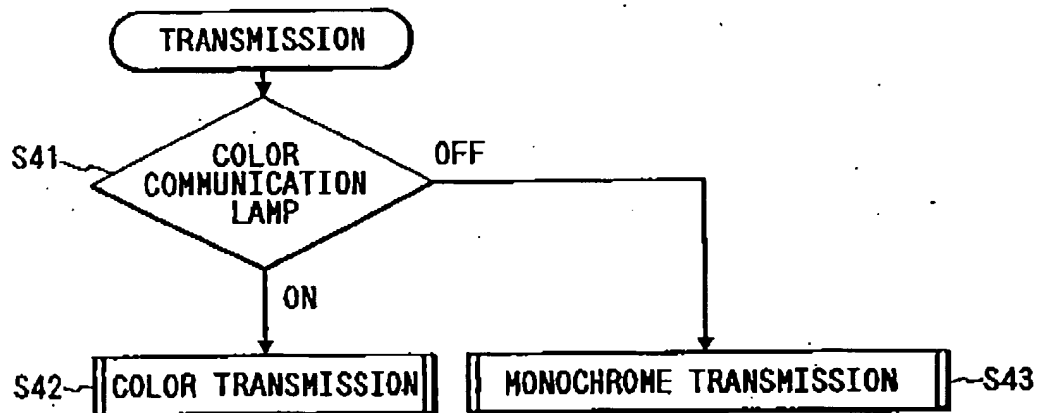 TRANSMISSION
S41
COLOR
COMMUNICATION
LAMP
OFF
ON
S42
COLOR TRANSMISSION
MONOCHROME TRANSMISSION
S43